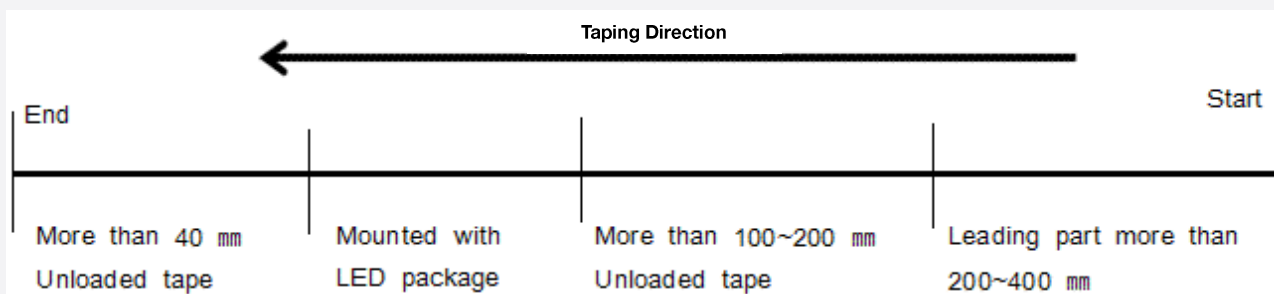 Taping Direction
End
Start
More than 40 ㎜
Unloaded tape
Mounted with
LED package
More than 100~200 ㎜
Unloaded tape
Leading part more than
200~400 ㎜